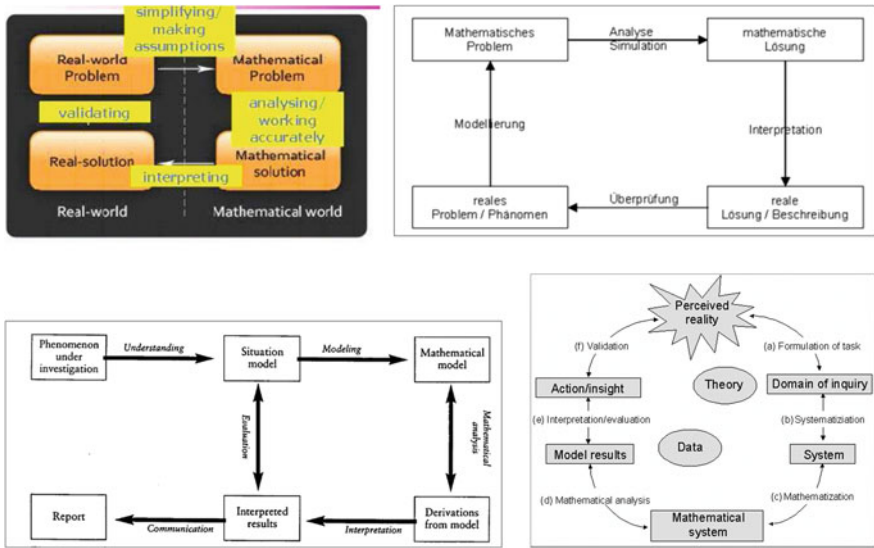 simplifying/
making
assumptions
Real-world
Problem
Mathematical
Problem
validating
analysing/
working
accurately
Real-solution
Mathematical
solution
interpreting
Real-world
Mathematical world
Mathematisches
Problem
Analyse
Simulation
mathematische
Lösung
Modellierung
Interpretation
reales
Problem / Phänomen
Überprüfung
reale
Lösung / Beschreibung
Phenomenon
under
investigation
Understanding
Situation
model
Modeling
Mathematical
model
Evaluation
Mathematical
analysis
Report
Communication
Interpreted
results
Interpretation
Derivations
from model
Perceived
reality
(f) Validation
(a) Formulation of task
Action/insight
Theory
Domain of inquiry
(e) Interpretation/evaluation
(b) Systematiziation
Data
Model results
System
(d) Mathematical analysis
(c) Mathematization
Mathematical
system